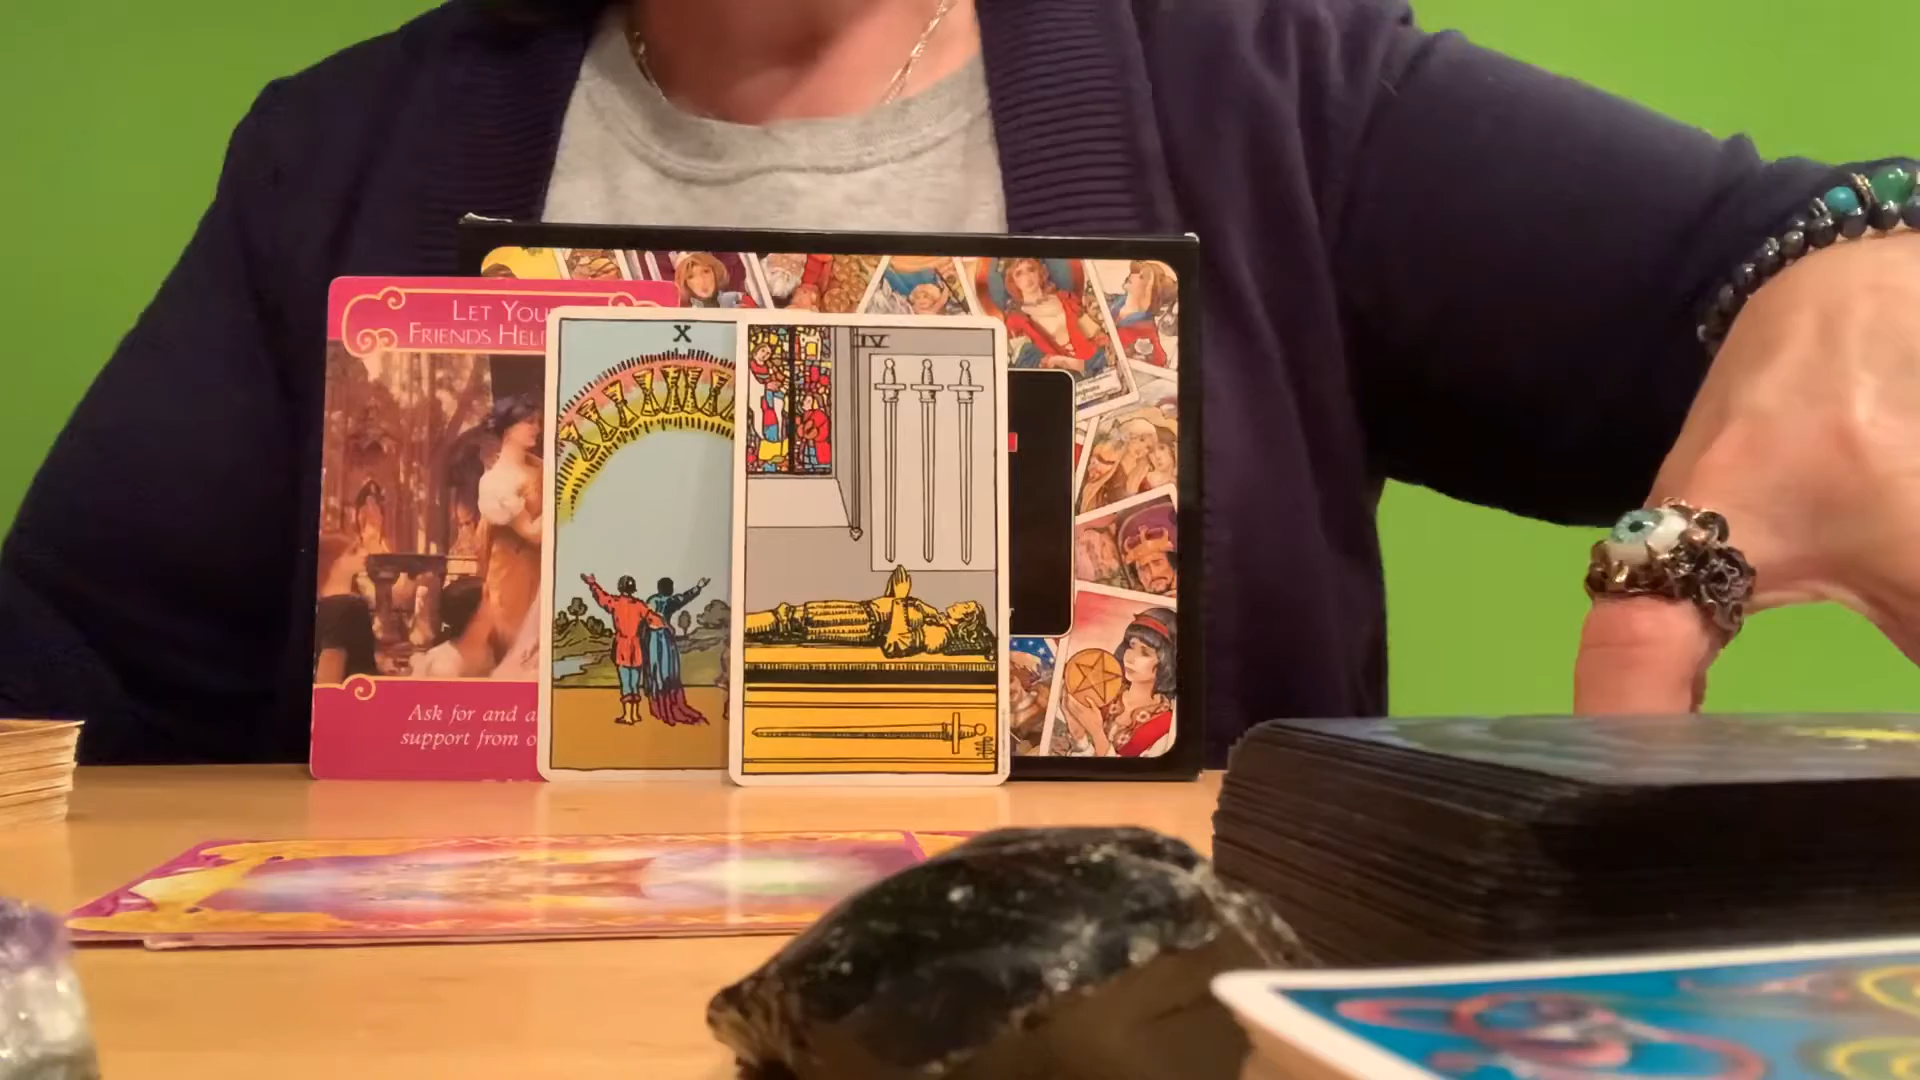 LET YOU
FRIENDS HEL
Ask for and a
support from o
X
IV